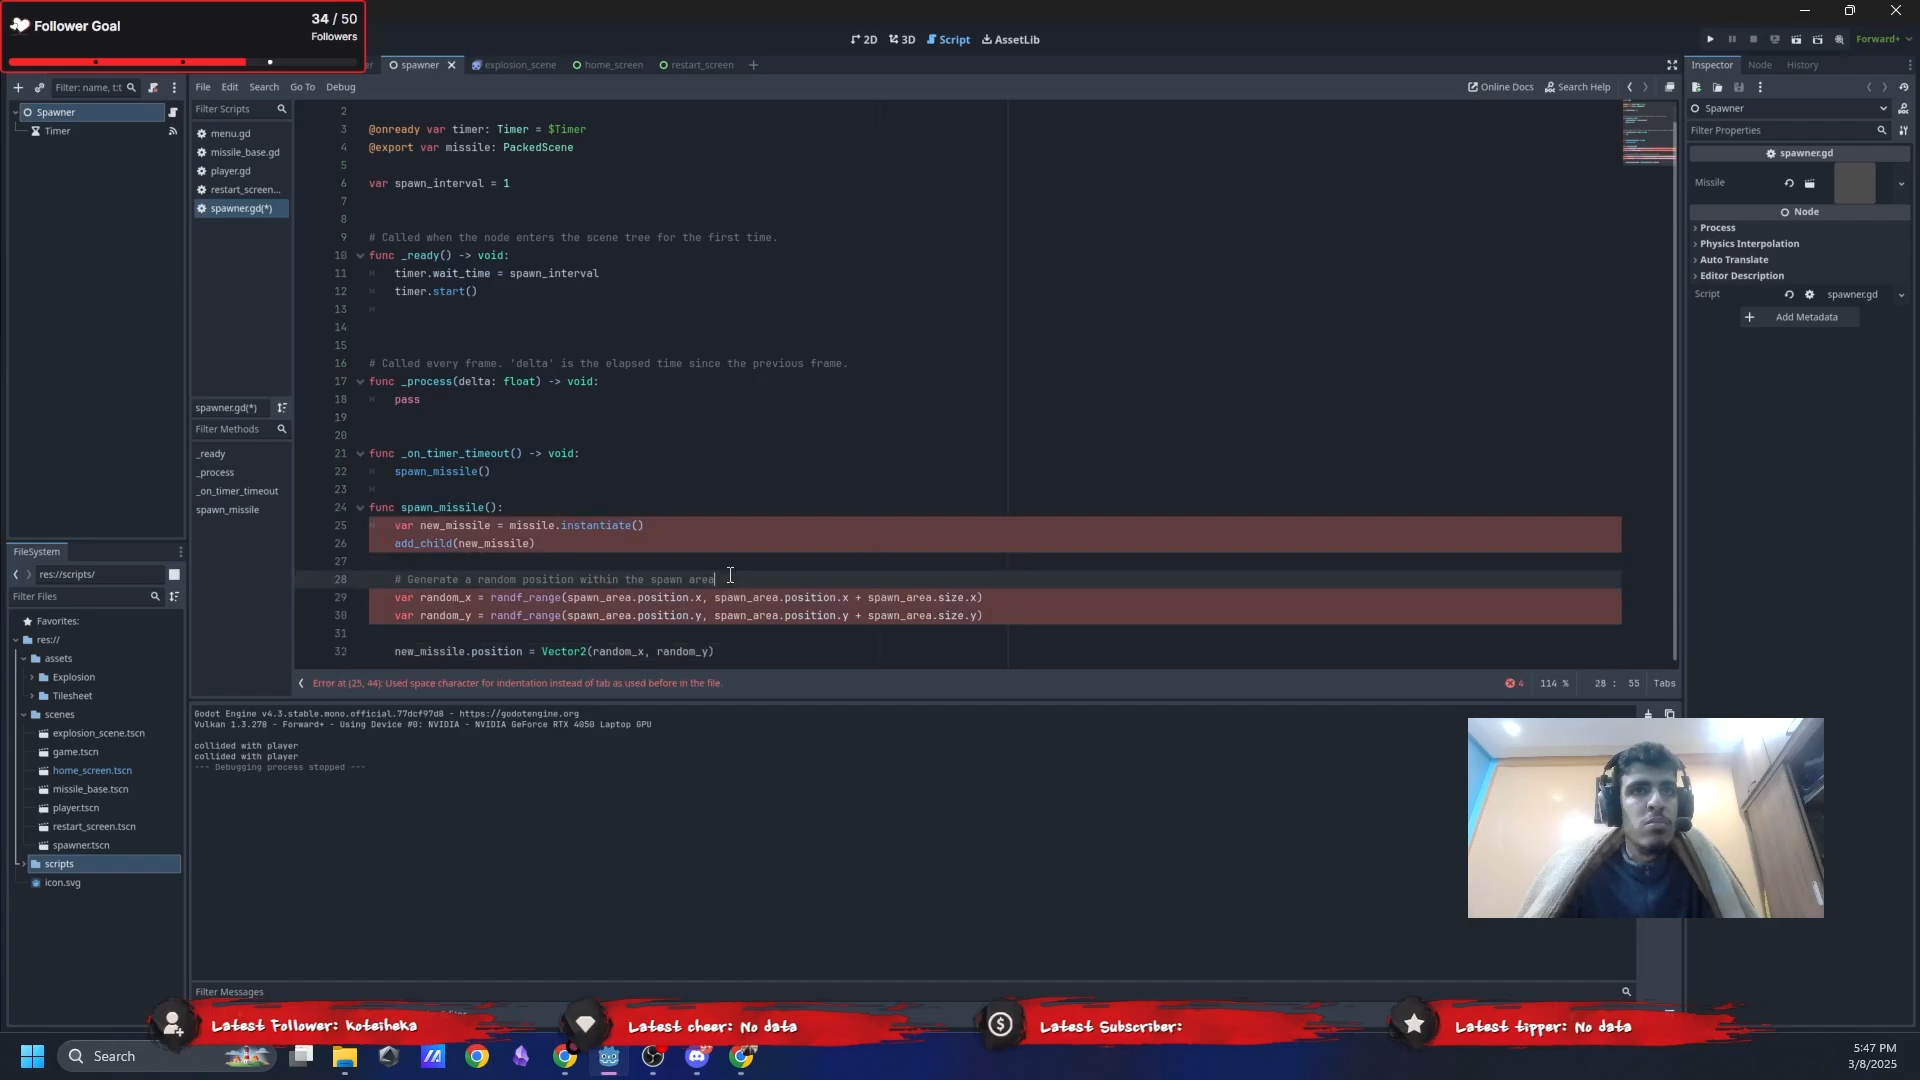 Follower Goal
34 / 50
Followers
2D
3D
Script
AssetLib
Forward+
spawner
explosion_scene
home_screen
restart_screen
Inspector
Node
History
Filter: name, t:t
File
Edit
Search
Go To
Debug
Online Docs
Search Help
Spawner
Timer
Filter Scripts
menu.gd
missile_base.gd
player.gd
restart_screen...
spawner.gd(*)
spawner.gd(*)
Filter Methods
_ready
_process
_on_timer_timeout
spawn_missile
2
3 @onready var timer: Timer = $Timer
4 @export var missile: PackedScene
5
6 var spawn_interval = 1
7
8
9 # Called when the node enters the scene tree for the first time.
10 func _ready() -> void:
11 timer.wait_time = spawn_interval
12 timer.start()
13
14
15
16 # Called every frame. 'delta' is the elapsed time since the previous frame.
17 func _process(delta: float) -> void:
18 pass
19
20
21 func _on_timer_timeout() -> void:
22 spawn_missile()
23
24 func spawn_missile():
25 var new_missile = missile.instantiate()
26 add_child(new_missile)
27
28 # Generate a random position within the spawn area
29 var random_x = randf_range(spawn_area.position.x, spawn_area.position.x + spawn_area.size.x)
30 var random_y = randf_range(spawn_area.position.y, spawn_area.position.y + spawn_area.size.y)
31
32 new_missile.position = Vector2(random_x, random_y)
Error at (25, 44): Used space character for indentation instead of tab as used before in the file.
4
114 %
28 : 55
Tabs
Spawner
Filter Properties
spawner.gd
Missile
Node
Process
Physics Interpolation
Auto Translate
Editor Description
Script
spawner.gd
Add Metadata
FileSystem
res://scripts/
Filter Files
Favorites:
res://
assets
Explosion
Tilesheet
scenes
explosion_scene.tscn
game.tscn
home_screen.tscn
missile_base.tscn
player.tscn
restart_screen.tscn
spawner.tscn
scripts
icon.svg
Godot Engine v4.3.stable.mono.official.77dcf97d8 - https://godotengine.org
Vulkan 1.3.278 - Forward+ - Using Device #0: NVIDIA - NVIDIA GeForce RTX 4050 Laptop GPU
collided with player
collided with player
--- Debugging process stopped ---
Filter Messages
Latest Follower: Koteiheka
Latest cheer: No data
Latest Subscriber:
Latest tipper: No data
Search
5:47 PM
3/8/2025